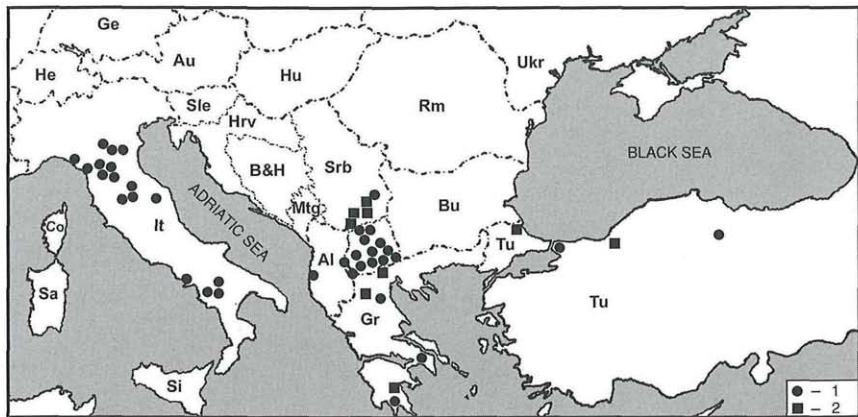 Ge
Ukr
He
Au
Hu
Sle
Rm
Hrv
BLACK SEA
B&H
Srb
ADRIATIC SEA
Mtg
Bu
Co
It
Tu
Al
Sa
Tu
Gr
Si
– 1
– 2